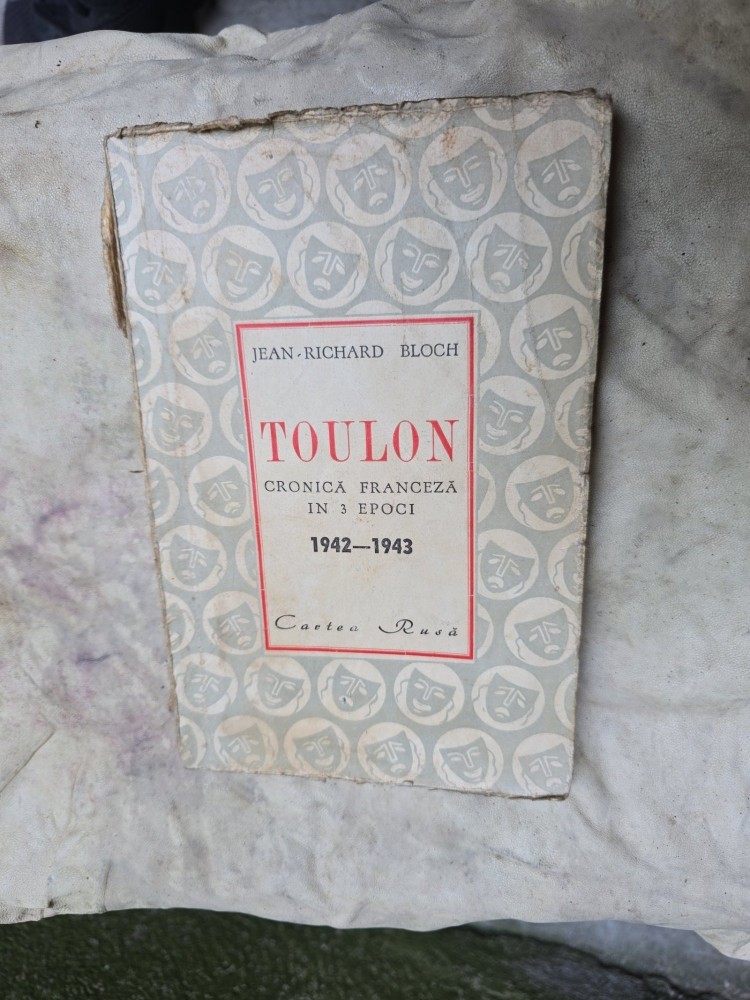 JEAN-RICHARD BLOCH
TOULON
CRONICĂ FRANCEZĂ
IN 3 EPOCI
1942—1943
Cartea Rusă